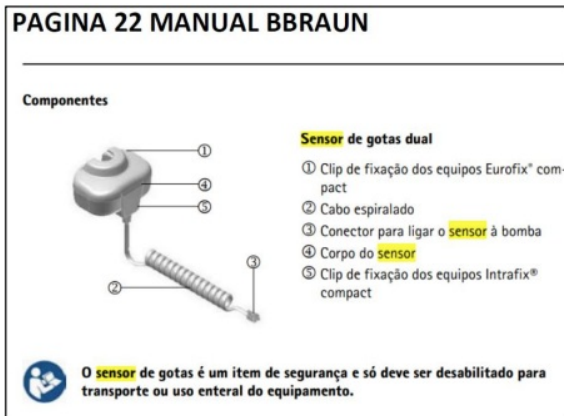 PAGINA 22 MANUAL BBRAUN
Componentes
①
④
⑤
③
②
Sensor de gotas dual
① Clip de fixação dos equipos Eurofix® com-
pact
② Cabo espiralado
③ Conector para ligar o sensor à bomba
④ Corpo do sensor
⑤ Clip de fixação dos equipos Intrafix®
compact
O sensor de gotas é um item de segurança e só deve ser desabilitado para
transporte ou uso enteral do equipamento.